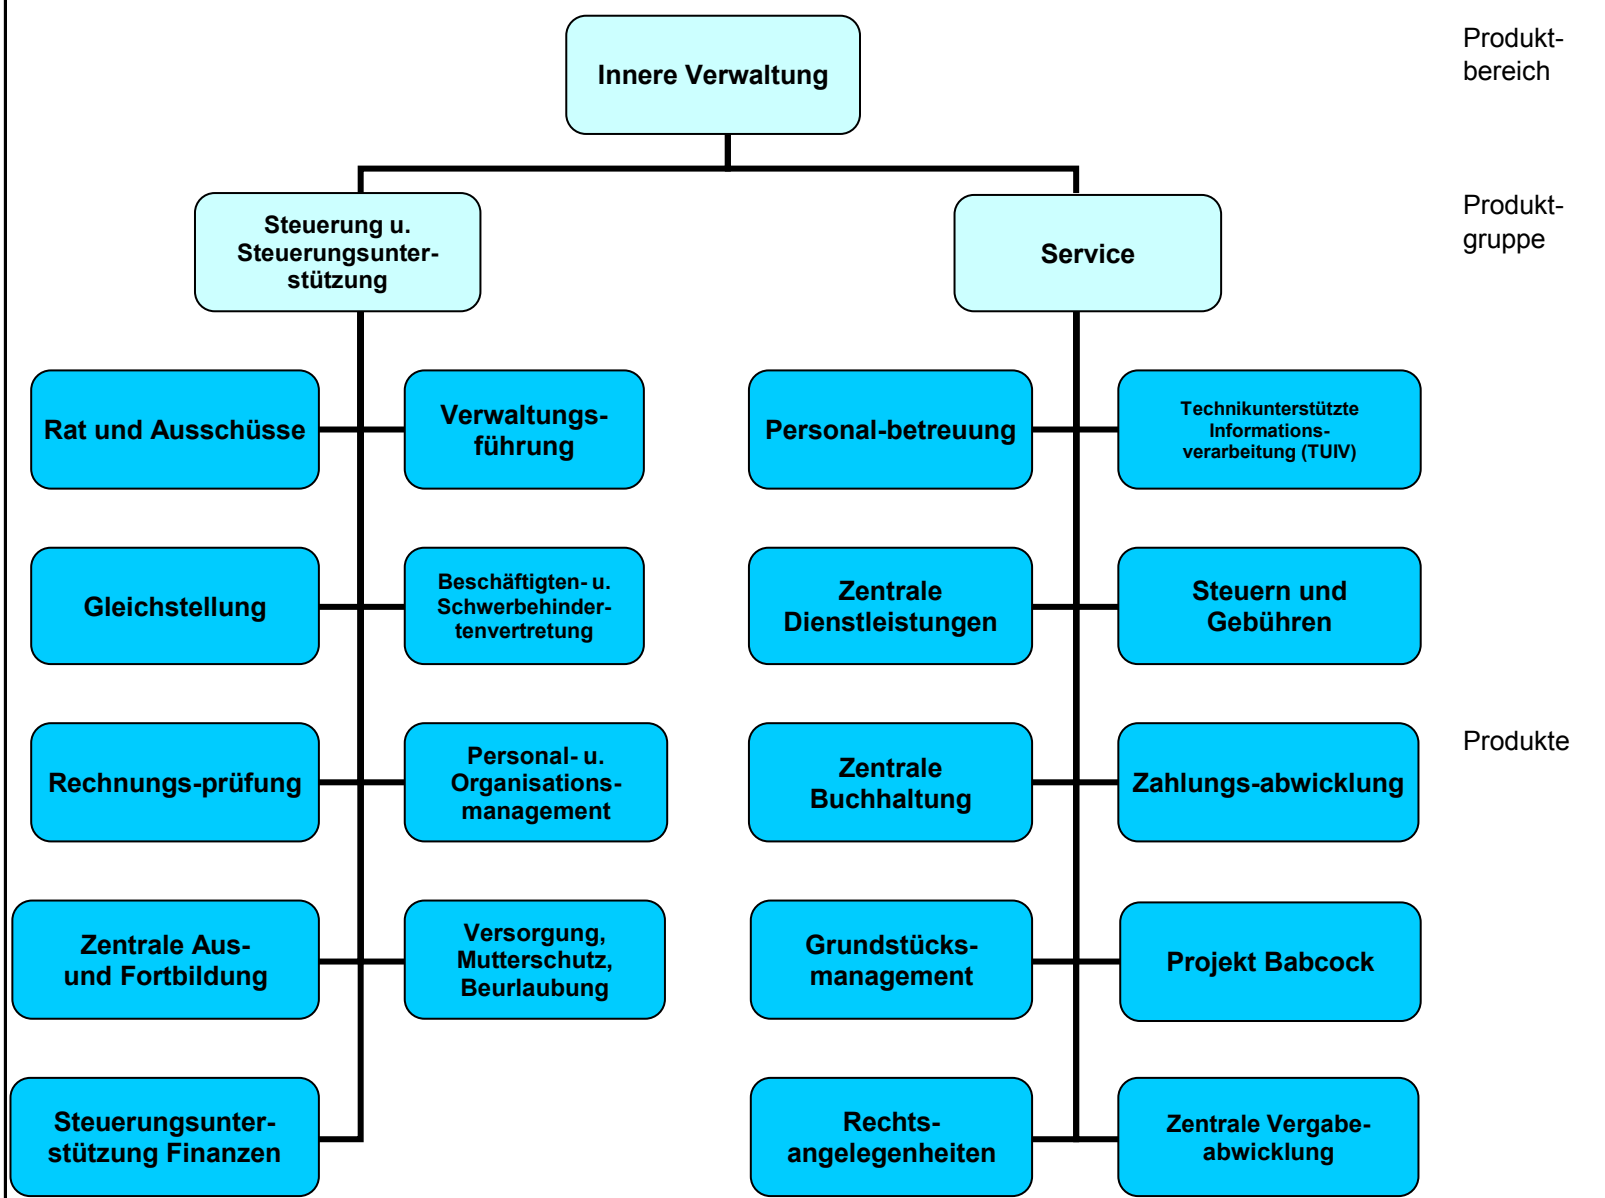 Innere Verwaltung
Produkt-
bereich
Steuerung u.
Steuerungsunter-
stützung
Service
Produkt-
gruppe
Rat und Ausschüsse
Verwaltungs-
führung
Personal-betreuung
Technikunterstützte
Informations-
verarbeitung (TUIV)
Gleichstellung
Beschäftigten- u.
Schwerbehinder-
tenvertretung
Zentrale
Dienstleistungen
Steuern und
Gebühren
Rechnungs-prüfung
Personal- u.
Organisations-
management
Zentrale
Buchhaltung
Zahlungs-abwicklung
Produkte
Zentrale Aus-
und Fortbildung
Versorgung,
Mutterschutz,
Beurlaubung
Grundstücks-
management
Projekt Babcock
Steuerungsunter-
stützung Finanzen
Rechts-
angelegenheiten
Zentrale Vergabe-
abwicklung